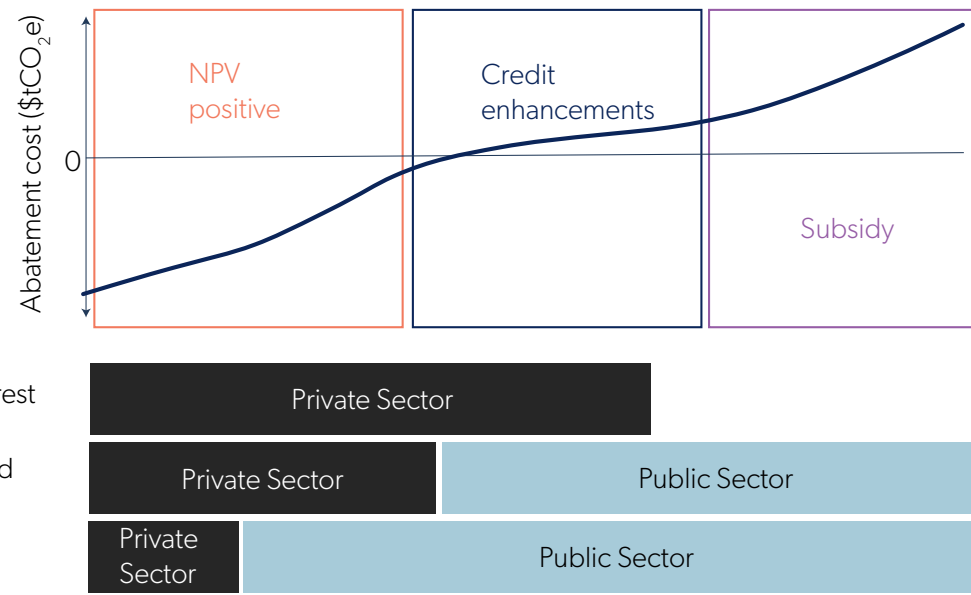 Abatement cost ($tCO₂e)
NPV
positive
Credit
enhancements
0
Subsidy
rest
Private Sector
d
Private Sector
Public Sector
Private
Sector
Public Sector